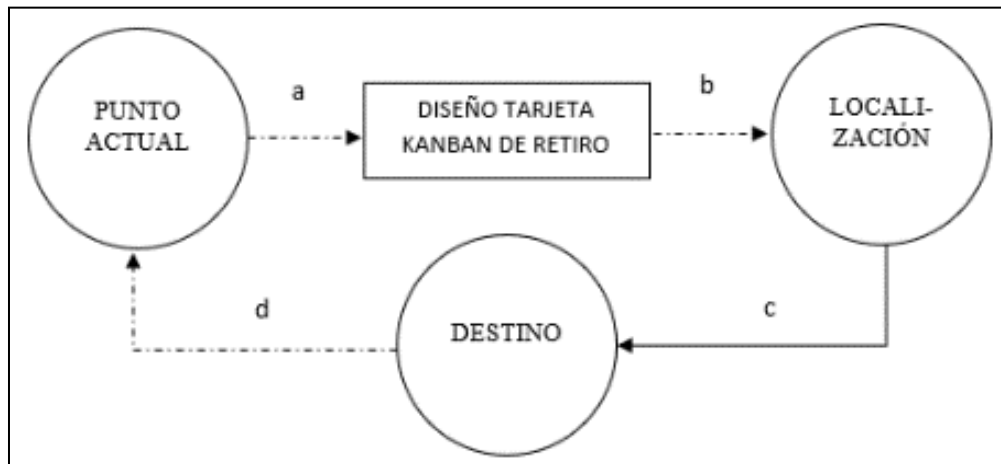 PUNTO
ACTUAL
a
DISEÑO TARJETA
KANBAN DE RETIRO
b
LOCALI-
ZACIÓN
c
DESTINO
d